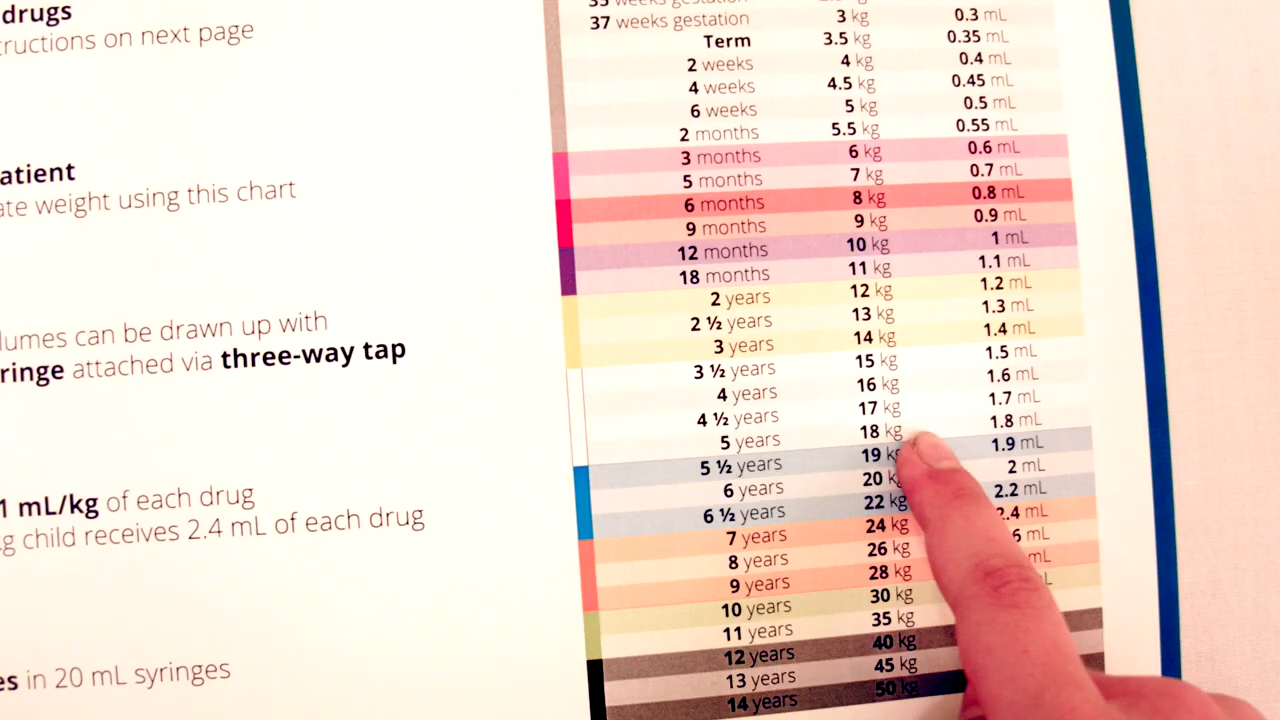 drugs
tructions on next page
atient
ate weight using this chart
lumes can be drawn up with
ringe attached via three-way tap
1 mL/kg of each drug
g child receives 2.4 mL of each drug
es in 20 mL syringes
35 weeks gestation
37 weeks gestation 3 kg 0.3 mL
Term 3.5 kg 0.35 mL
2 weeks 4 kg 0.4 mL
4 weeks 4.5 kg 0.45 mL
6 weeks 5 kg 0.5 mL
2 months 5.5 kg 0.55 mL
3 months 6 kg 0.6 mL
5 months 7 kg 0.7 mL
6 months 8 kg 0.8 mL
9 months 9 kg 0.9 mL
12 months 10 kg 1 mL
18 months 11 kg 1.1 mL
2 years 12 kg 1.2 mL
2 ½ years 13 kg 1.3 mL
3 years 14 kg 1.4 mL
3 ½ years 15 kg 1.5 mL
4 years 16 kg 1.6 mL
4 ½ years 17 kg 1.7 mL
5 years 18 kg 1.8 mL
5 ½ years 19 kg 1.9 mL
6 years 20 kg 2 mL
6 ½ years 22 kg 2.2 mL
7 years 24 kg 2.4 mL
8 years 26 kg 6 mL
9 years 28 kg mL
10 years 30 kg L
11 years 35 kg
12 years 40 kg
13 years 45 kg
14 years 50 kg